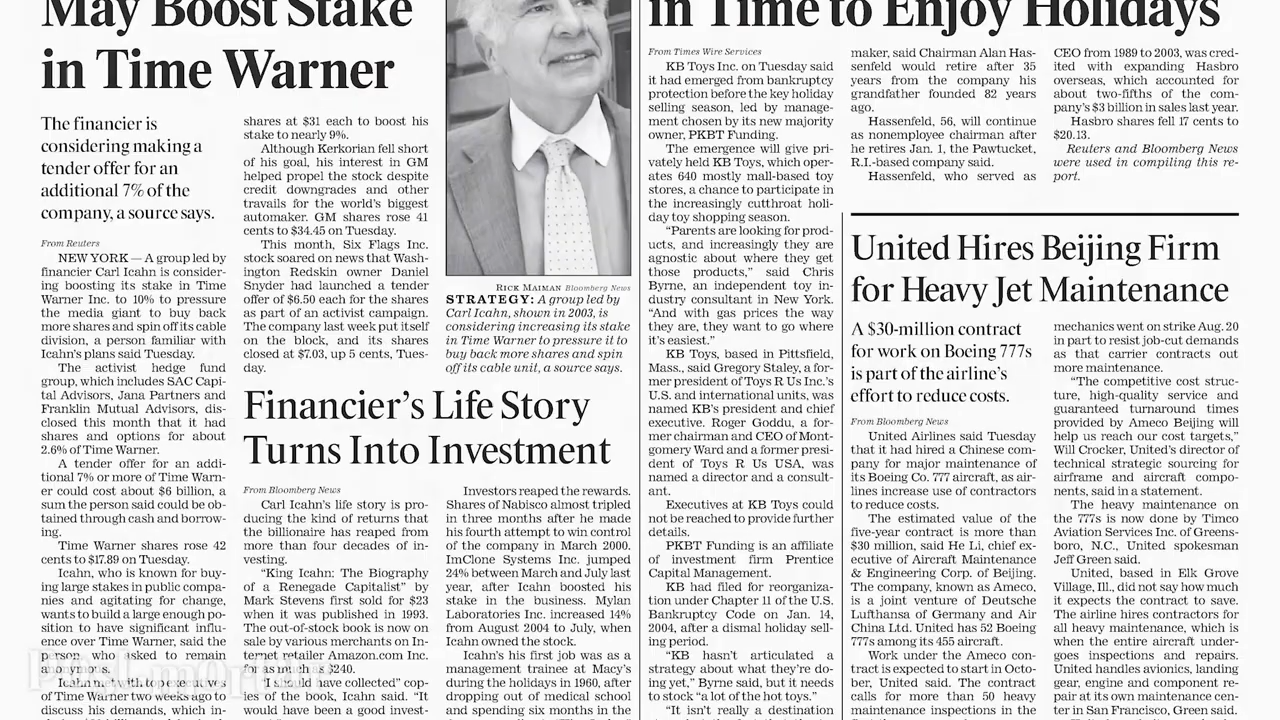 May Boost Stake
in Time Warner
The financier is
considering making a
tender offer for an
additional 7% of the
company, a source says.
From Reuters
NEW YORK — A group led by
financier Carl Icahn is consider-
ing boosting its stake in Time
Warner Inc. to 10% to pressure
the media giant to buy back
more shares and spin off its cable
division, a person familiar with
Icahn's plans said Tuesday.
The activist hedge fund
group, which includes SAC Capi-
tal Advisors, Jana Partners and
Franklin Mutual Advisors, dis-
closed this month that it had
shares and options for about
2.6% of Time Warner.
A tender offer for an addi-
tional 7% or more of Time Warn-
er could cost about $6 billion, a
sum the person said could be ob-
tained through cash and borrow-
ing.
Time Warner shares rose 42
cents to $17.89 on Tuesday.
Icahn, who is known for buy-
ing large stakes in public compa-
nies and agitating for change,
wants to build a large enough po-
sition to have significant influ-
ence over Time Warner, said the
person who asked to remain
anonymous.
Icahn met with top executives
of Time Warner two weeks ago to
discuss his demands, which in-
shares at $31 each to boost his
stake to nearly 9%.
Although Kerkorian fell short
of his goal, his interest in GM
helped propel the stock despite
credit downgrades and other
travails for the world's biggest
automaker. GM shares rose 41
cents to $34.45 on Tuesday.
This month, Six Flags Inc.
stock soared on news that Wash-
ington Redskin owner Daniel
Snyder had launched a tender
offer of $6.50 each for the shares
as part of an activist campaign.
The company last week put itself
on the block, and its shares
closed at $7.03, up 5 cents, Tues-
day.
RICK MAIMAN Bloomberg News
STRATEGY: A group led by
Carl Icahn, shown in 2003, is
considering increasing its stake
in Time Warner to pressure it to
buy back more shares and spin
off its cable unit, a source says.
Financier's Life Story
Turns Into Investment
From Bloomberg News
Carl Icahn's life story is pro-
ducing the kind of returns that
the billionaire has reaped from
more than four decades of in-
vesting.
"King Icahn: The Biography
of a Renegade Capitalist" by
Mark Stevens first sold for $23
when it was published in 1993.
The out-of-stock book is now on
sale by various merchants on In-
ternet retailer Amazon.com Inc.
for as much as $240.
"I should have collected" cop-
ies of the book, Icahn said. "It
would have been a good invest-
Investors reaped the rewards.
Shares of Nabisco almost tripled
in three months after he made
his fourth attempt to win control
of the company in March 2000.
ImClone Systems Inc. jumped
24% between March and July last
year, after Icahn boosted his
stake in the business. Mylan
Laboratories Inc. increased 14%
from August 2004 to July, when
Icahn owned the stock.
Icahn's his first job was as a
management trainee at Macy's
during the holidays in 1960, after
dropping out of medical school
and spending six months in the
in Time to Enjoy Holidays
From Times Wire Services
KB Toys Inc. on Tuesday said
it had emerged from bankruptcy
protection before the key holiday
selling season, led by manage-
ment chosen by its new majority
owner, PKBT Funding.
The emergence will give pri-
vately held KB Toys, which oper-
ates 640 mostly mall-based toy
stores, a chance to participate in
the increasingly cutthroat holi-
day toy shopping season.
"Parents are looking for prod-
ucts, and increasingly they are
agnostic about where they get
those products," said Chris
Byrne, an independent toy in-
dustry consultant in New York.
"And with gas prices the way
they are, they want to go where
it's easiest."
KB Toys, based in Pittsfield,
Mass., said Gregory Staley, a for-
mer president of Toys R Us Inc.'s
U.S. and international units, was
named KB's president and chief
executive. Roger Goddu, a for-
mer chairman and CEO of Mont-
gomery Ward and a former presi-
dent of Toys R Us USA, was
named a director and a consult-
ant.
Executives at KB Toys could
not be reached to provide further
details.
PKBT Funding is an affiliate
of investment firm Prentice
Capital Management.
KB had filed for reorganiza-
tion under Chapter 11 of the U.S.
Bankruptcy Code on Jan. 14,
2004, after a dismal holiday sell-
ing period.
"KB hasn't articulated a
strategy about what they're do-
ing yet," Byrne said, but it needs
to stock "a lot of the hot toys."
"It isn't really a destination
maker, said Chairman Alan Has-
senfeld would retire after 35
years from the company his
grandfather founded 82 years
ago.
Hassenfeld, 56, will continue
as nonemployee chairman after
he retires Jan. 1, the Pawtucket,
R.I.-based company said.
Hassenfeld, who served as
CEO from 1989 to 2003, was cred-
ited with expanding Hasbro
overseas, which accounted for
about two-fifths of the com-
pany's $3 billion in sales last year.
Hasbro shares fell 17 cents to
$20.13.
Reuters and Bloomberg News
were used in compiling this re-
port.
United Hires Beijing Firm
for Heavy Jet Maintenance
A $30-million contract
for work on Boeing 777s
is part of the airline's
effort to reduce costs.
From Bloomberg News
United Airlines said Tuesday
that it had hired a Chinese com-
pany for major maintenance of
its Boeing Co. 777 aircraft, as air-
lines increase use of contractors
to reduce costs.
The estimated value of the
five-year contract is more than
$30 million, said He Li, chief ex-
ecutive of Aircraft Maintenance
& Engineering Corp. of Beijing.
The company, known as Ameco,
is a joint venture of Deutsche
Lufthansa of Germany and Air
China Ltd. United has 52 Boeing
777s among its 455 aircraft.
Work under the Ameco con-
tract is expected to start in Octo-
ber, United said. The contract
calls for more than 50 heavy
maintenance inspections in the
mechanics went on strike Aug. 20
in part to resist job-cut demands
as that carrier contracts out
more maintenance.
"The competitive cost struc-
ture, high-quality service and
guaranteed turnaround times
provided by Ameco Beijing will
help us reach our cost targets,"
Will Crocker, United's director of
technical strategic sourcing for
airframe and aircraft compo-
nents, said in a statement.
The heavy maintenance on
the 777s is now done by Timco
Aviation Services Inc. of Greens-
boro, N.C., United spokesman
Jeff Green said.
United, based in Elk Grove
Village, Ill., did not say how much
it expects the contract to save.
The airline hires contractors for
all heavy maintenance, which is
when the entire aircraft under-
goes inspections and repairs.
United handles avionics, landing
gear, engine and component re-
pair at its own maintenance cen-
ter in San Francisco, Green said.